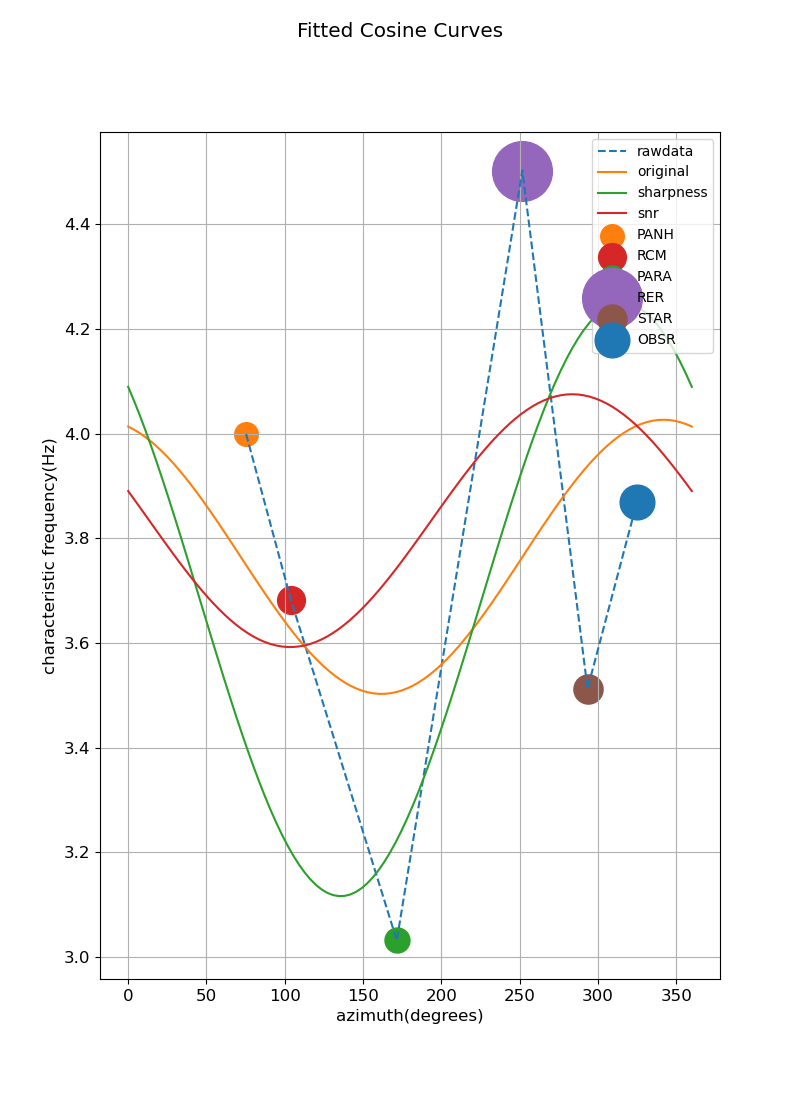 Fitted Cosine Curves
rawdata
original
sharpness
snr
PANH
RCM
PARA
RER
STAR
OBSR
4.4
4.2
4.0
3.8
3.6
3.4
3.2
3.0
characteristic frequency(Hz)
0 50 100 150 200 250 300 350
azimuth(degrees)